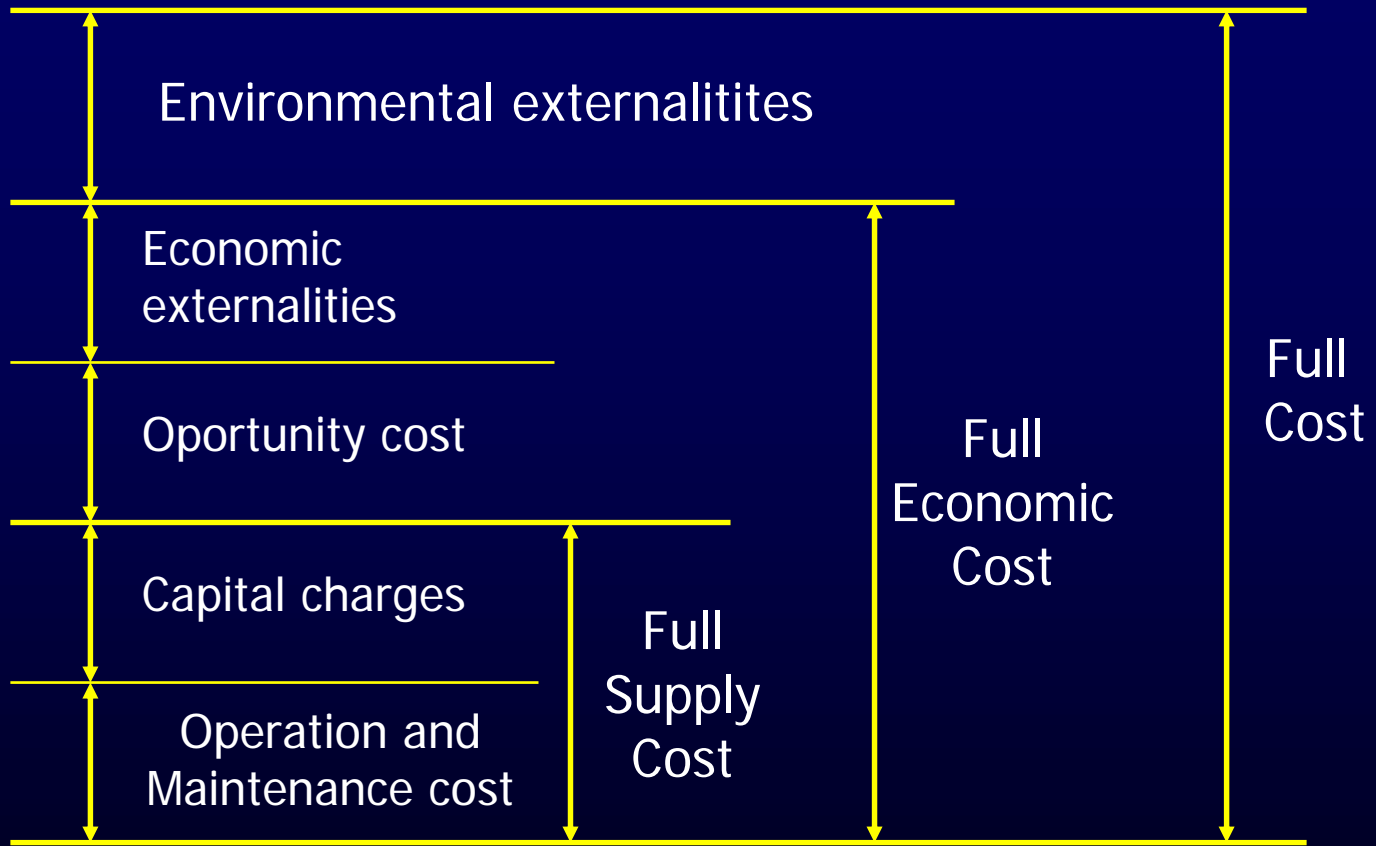 Environmental externalitites
Economic
externalities
Oportunity cost
Capital charges
Operation and
Maintenance cost
Full
Supply
Cost
Full
Economic
Cost
Full
Cost